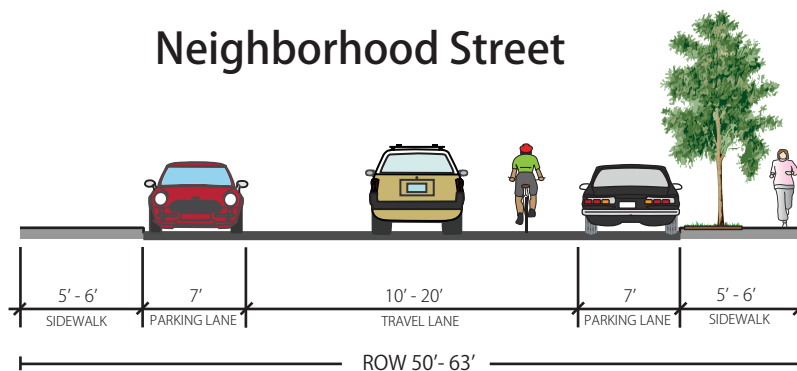 Neighborhood Street
5’ - 6’ 7’ 10’ - 20’ 7’ 5’ - 6’
SIDEWALK PARKING LANE TRAVEL LANE PARKING LANE SIDEWALK
ROW 50’- 63’